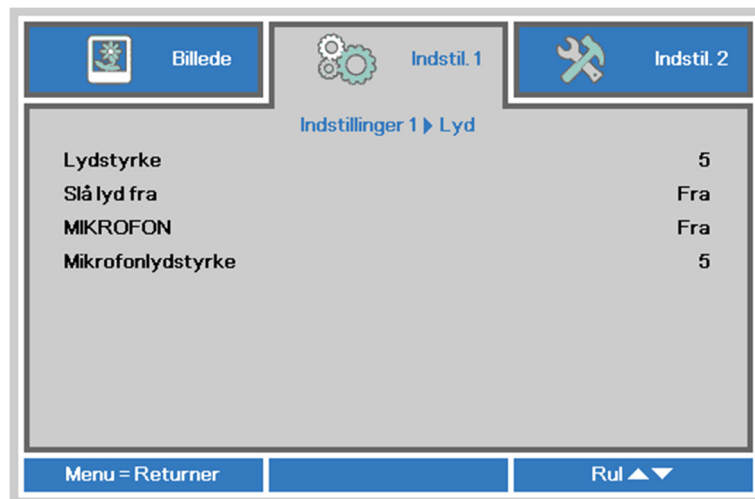 Billede Indstil. 1 Indstil. 2
Indstillinger 1 ▶ Lyd
Lydstyrke 5
Slå lyd fra Fra
MIKROFON Fra
Mikrofonlydstyrke 5
Menu = Returner Rul ▲▼